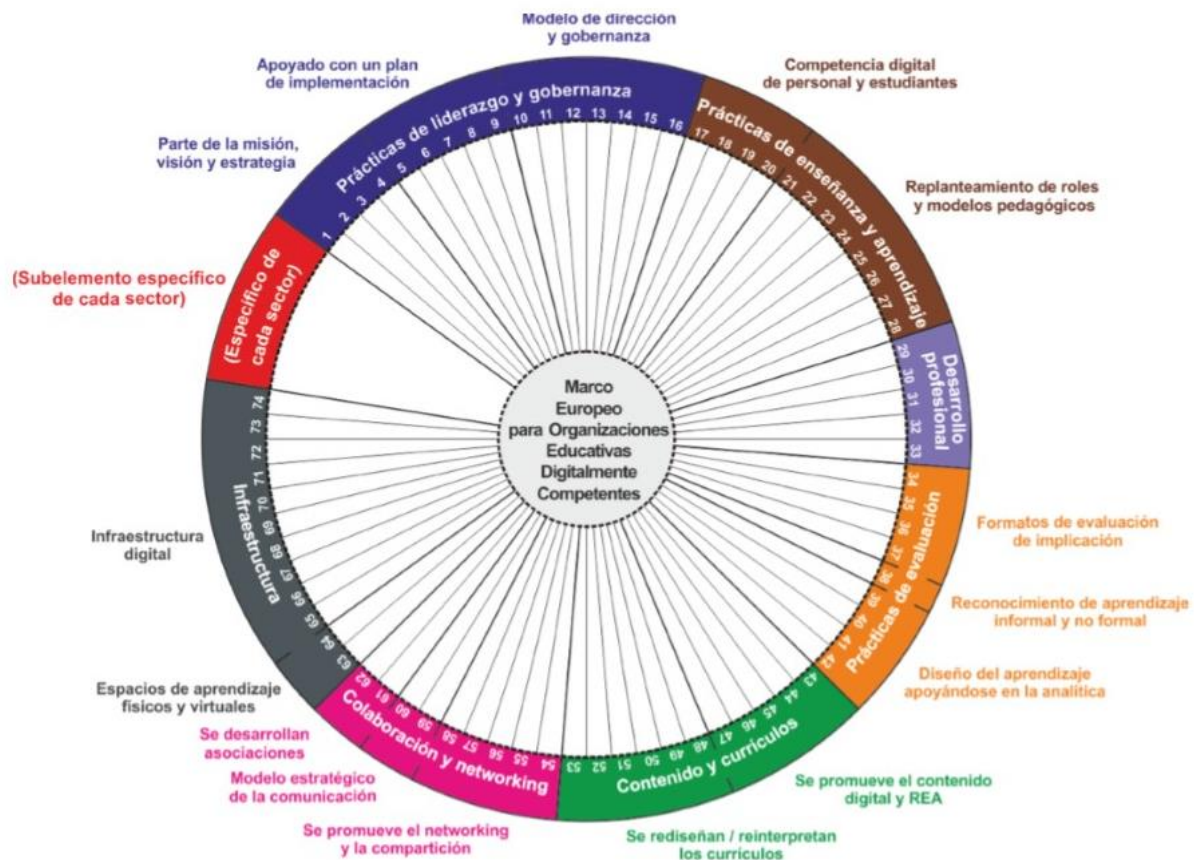 Modelo de dirección
y gobernanza
Apoyado con un plan
de implementación
Parte de la misión,
visión y estrategia
Competencia digital
de personal y estudiantes
Replanteamiento de roles
y modelos pedagógicos
(Subelemento específico
de cada sector)
Formatos de evaluación
de implicación
Reconocimiento de aprendizaje
informal y no formal
Diseño del aprendizaje
apoyándose en la analítica
Se promueve el contenido
digital y REA
Se rediseñan / reinterpretan
los currículos
Se promueve el networking
y la compartición
Modelo estratégico
de la comunicación
Se desarrollan
asociaciones
Espacios de aprendizaje
físicos y virtuales
Infraestructura
digital
Prácticas de liderazgo y gobernanza
1 2 3 4 5 6 7 8 9 10 11 12 13 14 15 16
Prácticas de enseñanza y aprendizaje
17 18 19 20 21 22 23 24 25 26 27 28
Desarrollo
profesional
29 30 31 32 33
Prácticas de evaluación
34 35 36 37 38 39 40 41 42
Contenido y currículos
43 44 45 46 47 48 49 50 51 52 53
Colaboración y networking
54 55 56 57 58 59 60 61 62
Infraestructura
63 64 65 66 67 68 69 70 71 72 73 74
(Específico de
cada sector)
Marco
Europeo
para Organizaciones
Educativas
Digitalmente
Competentes